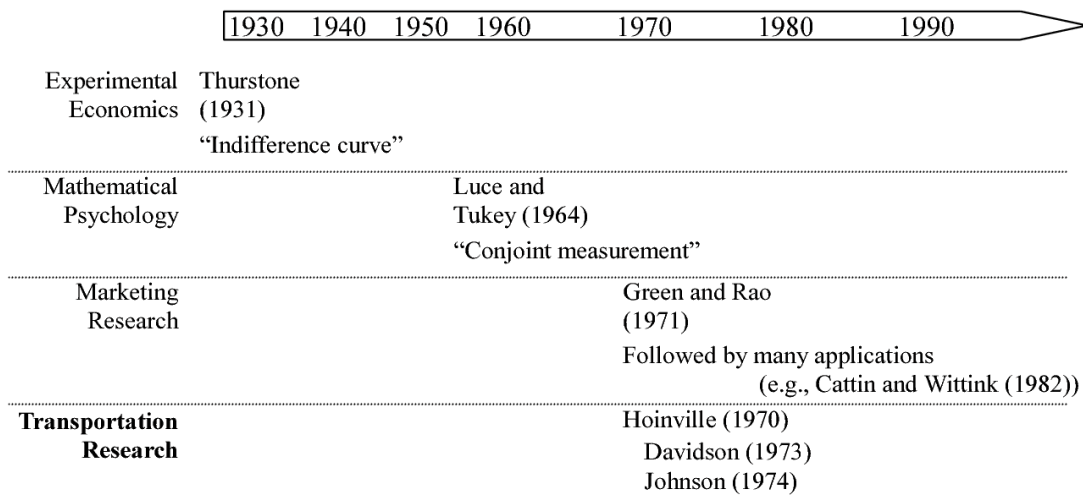 1930 1940 1950 1960 1970 1980 1990
Experimental Thurstone
Economics (1931)
“Indifference curve”
Mathematical Luce and
Psychology Tukey (1964)
“Conjoint measurement”
Marketing Green and Rao
Research (1971)
Followed by many applications
(e.g., Cattin and Wittink (1982))
Transportation Hoinville (1970)
Research Davidson (1973)
Johnson (1974)